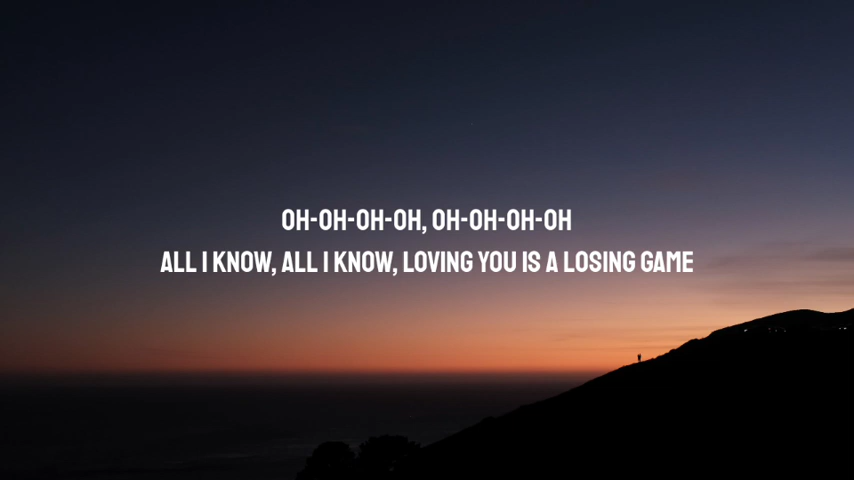 OH-OH-OH-OH, OH-OH-OH-OH
ALL I KNOW, ALL I KNOW, LOVING YOU IS A LOSING GAME